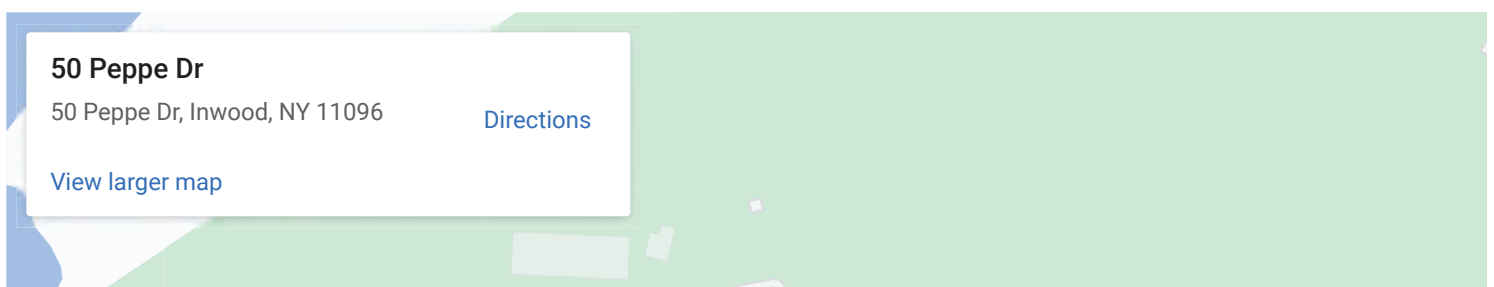 50 Peppe Dr
50 Peppe Dr, Inwood, NY 11096
Directions
View larger map